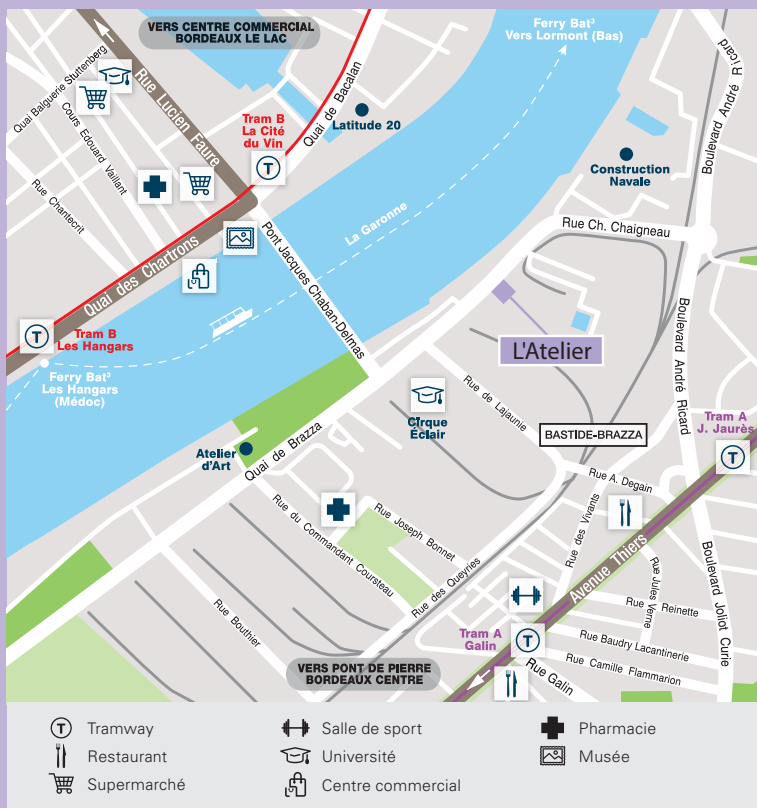 VERS CENTRE COMMERCIAL
BORDEAUX LE LAC
Ferry Bat³
Vers Lormont (Bas)
Boulevard André Ricard
Quai Balguerie Stuttenberg
Rue Lucien Faure
Cours Edouard Vaillant
Rue Chantecrit
Tram B
La Cité
du Vin
T
Quai de Bacalan
Latitude 20
Construction
Navale
Rue Ch. Chaigneau
La Garonne
Pont Jacques Chaban-Delmas
Quai des Chartrons
T
Tram B
Les Hangars
Ferry Bat³
Les Hangars
(Médoc)
L'Atelier
Boulevard André Ricard
Rue de Lajaunie
Cirque
Éclair
BASTIDE-BRAZZA
Tram A
J. Jaurès
T
Atelier
d'Art
Quai de Brazza
Rue A. Degain
Rue du Commandant Coursteau
Rue Joseph Bonnet
Rue des Vivants
Rue des Queyries
Avenue Thiers
Rue Jules Verne
Boulevard Joliot Curie
Rue Reinette
Rue Bouthier
Tram A
Galin
T
Rue Baudry Lacantinerie
Rue Camille Flammarion
Rue Galin
VERS PONT DE PIERRE
BORDEAUX CENTRE
T Tramway
Restaurant
Supermarché
Salle de sport
Université
Centre commercial
Pharmacie
Musée